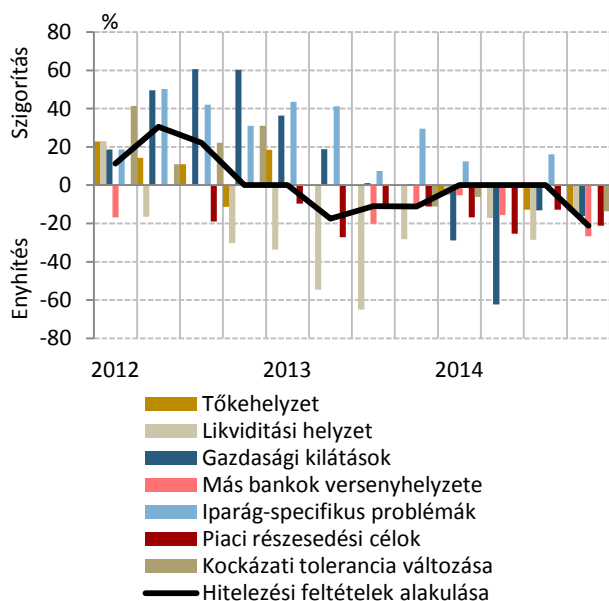 %
80
60
40
20
0
-20
-40
-60
-80
Szigorítás
Enyhítés
2012 2013 2014
Tőkehelyzet
Likviditási helyzet
Gazdasági kilátások
Más bankok versenyhelyzete
Iparág-specifikus problémák
Piaci részesedési célok
Kockázati tolerancia változása
Hitelezési feltételek alakulása